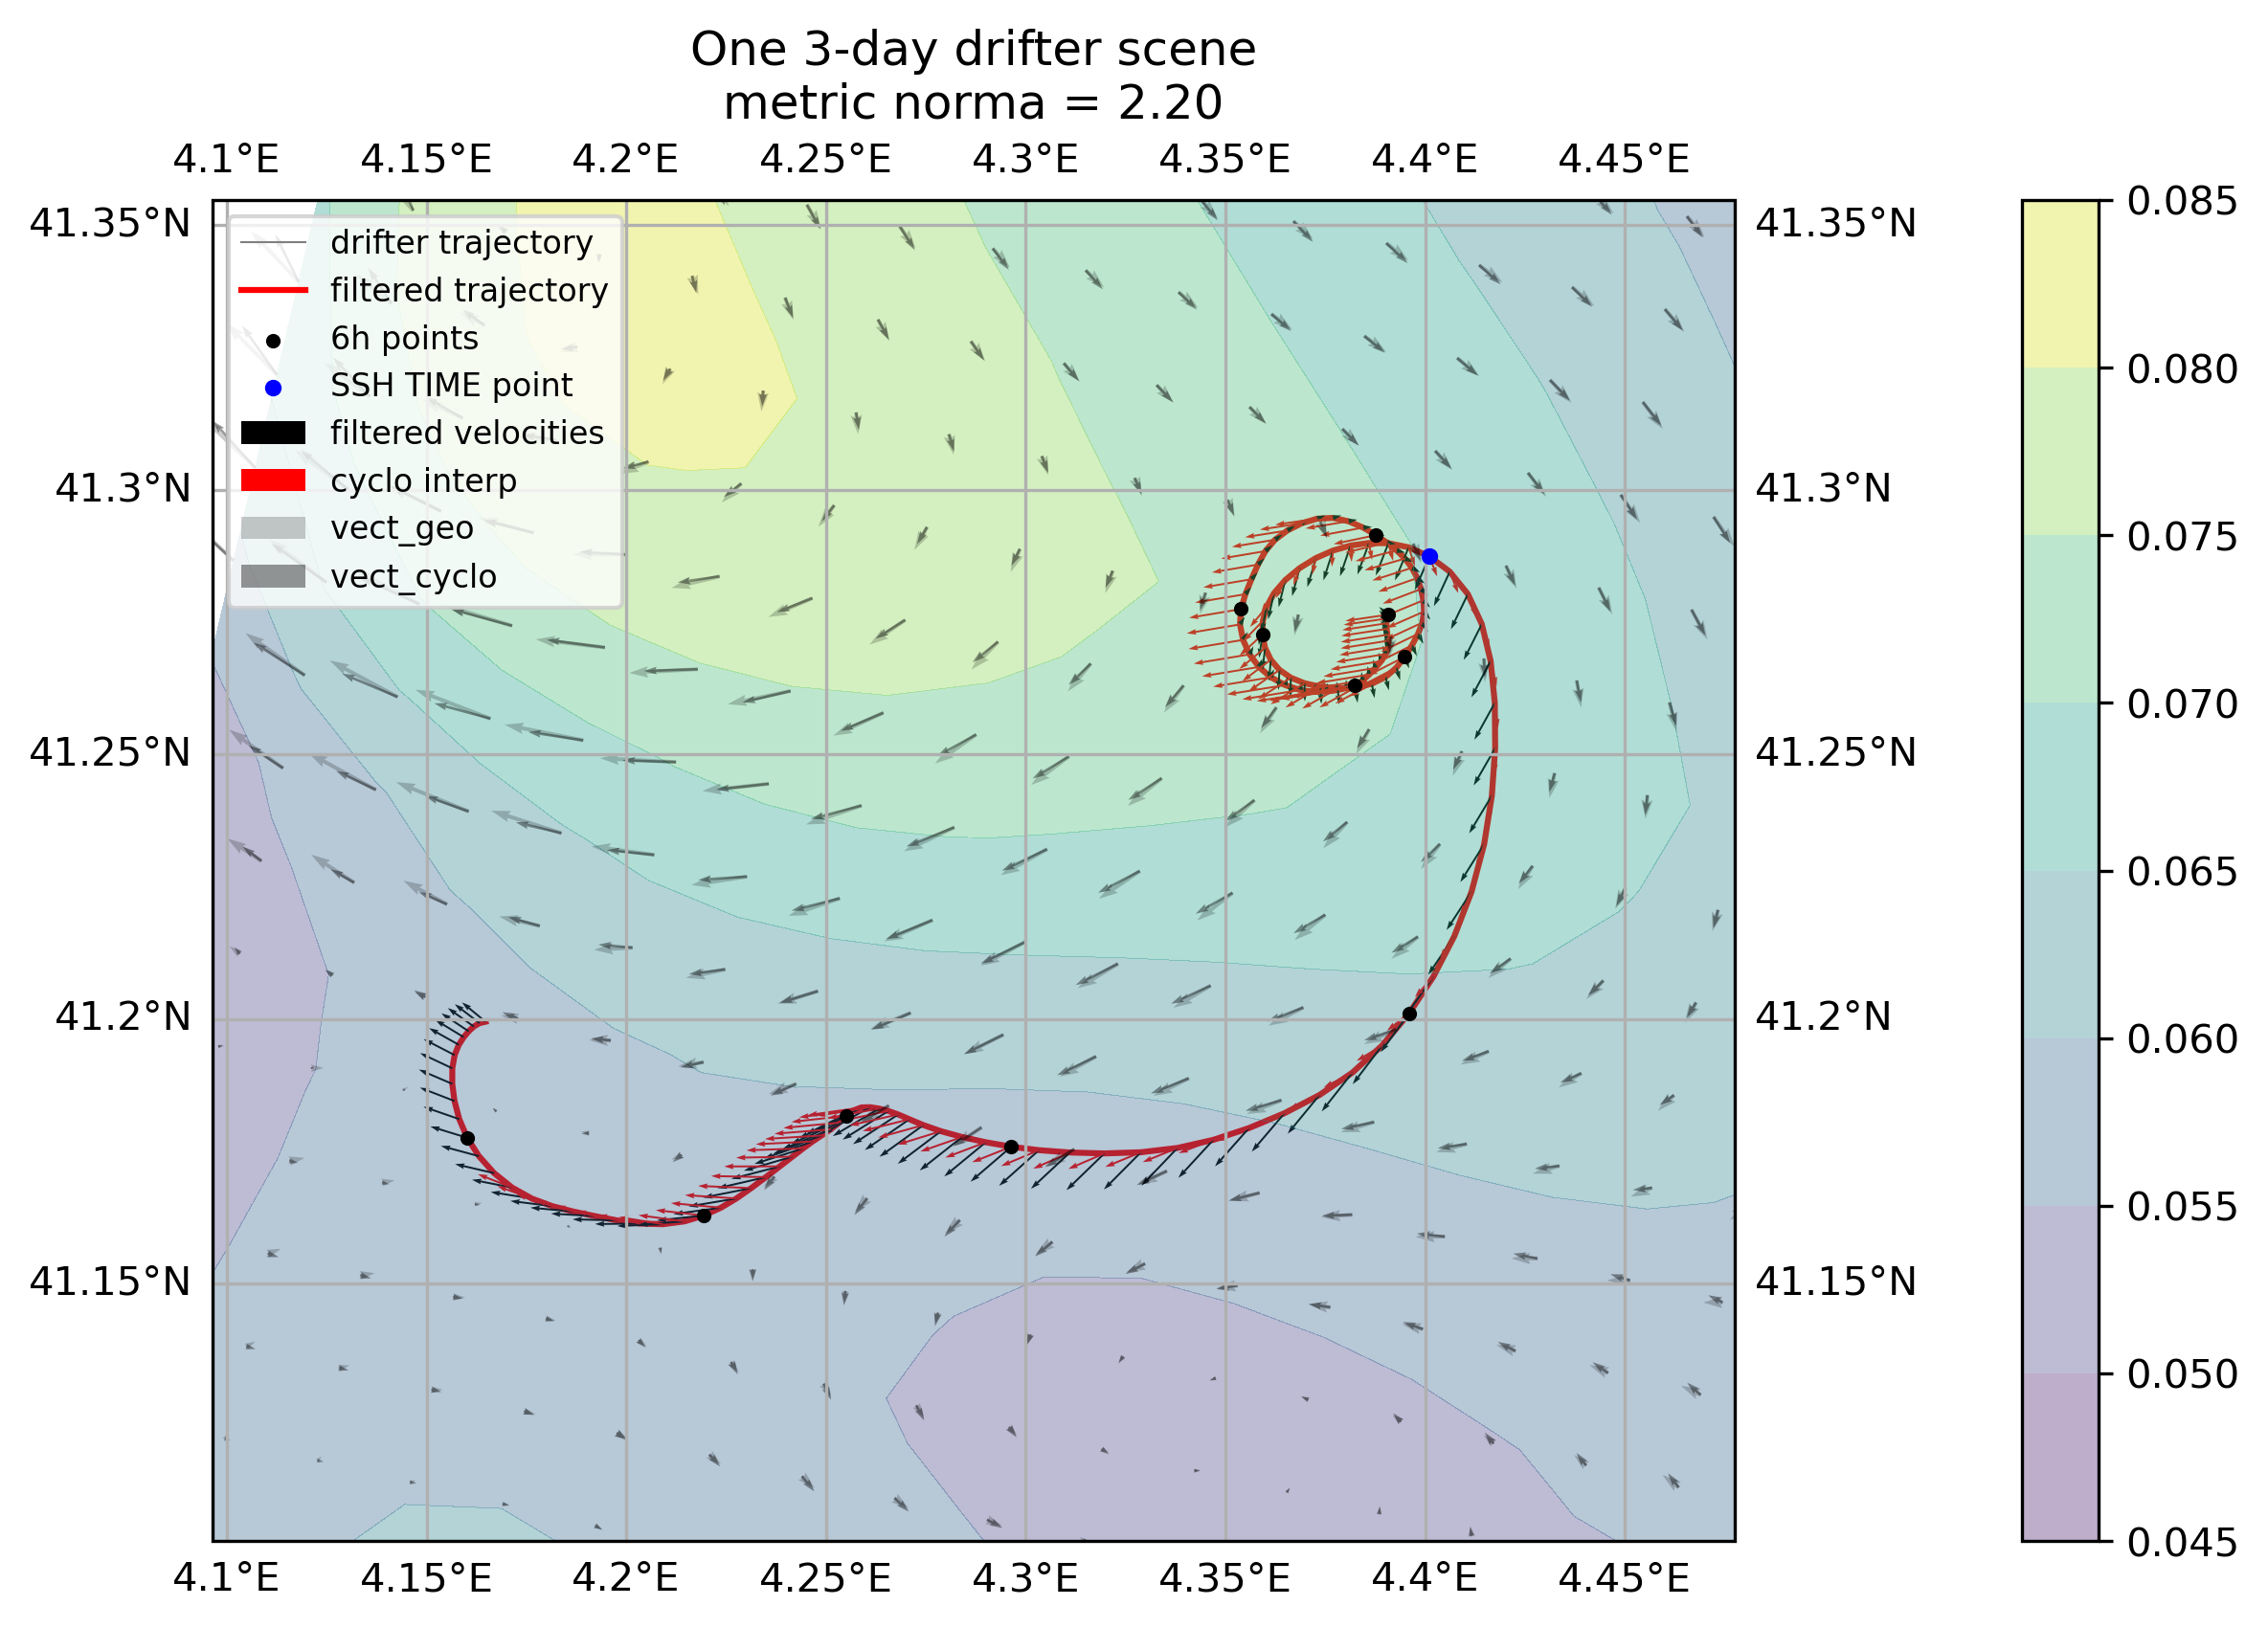 One 3-day drifter scene
metric norma = 2.20
4.1°E 4.15°E 4.2°E 4.25°E 4.3°E 4.35°E 4.4°E 4.45°E
41.35°N 41.35°N
41.3°N 41.3°N
41.25°N 41.25°N
41.2°N 41.2°N
41.15°N 41.15°N
drifter trajectory
filtered trajectory
6h points
SSH TIME point
filtered velocities
cyclo interp
vect_geo
vect_cyclo
4.1°E 4.15°E 4.2°E 4.25°E 4.3°E 4.35°E 4.4°E 4.45°E
0.085
0.080
0.075
0.070
0.065
0.060
0.055
0.050
0.045